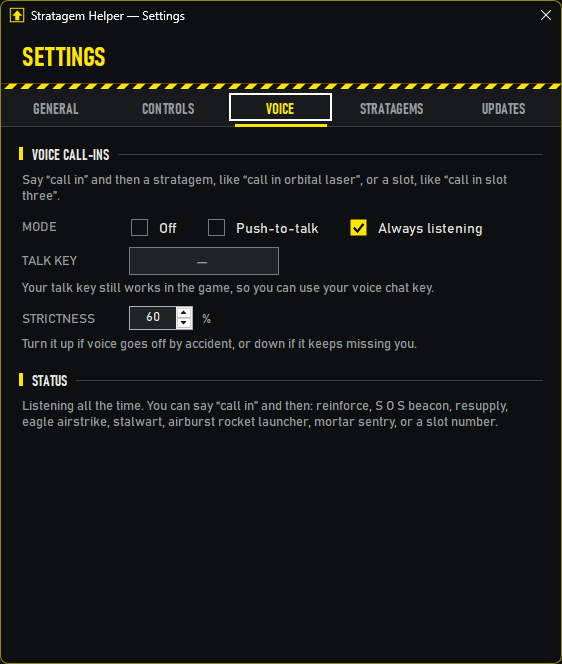 Stratagem Helper — Settings
SETTINGS
GENERAL CONTROLS VOICE STRATAGEMS UPDATES
VOICE CALL-INS
Say “call in” and then a stratagem, like “call in orbital laser”, or a slot, like “call in slot
three”.
MODE Off Push-to-talk Always listening
TALK KEY —
Your talk key still works in the game, so you can use your voice chat key.
STRICTNESS 60 %
Turn it up if voice goes off by accident, or down if it keeps missing you.
STATUS
Listening all the time. You can say “call in” and then: reinforce, S O S beacon, resupply,
eagle airstrike, stalwart, airburst rocket launcher, mortar sentry, or a slot number.